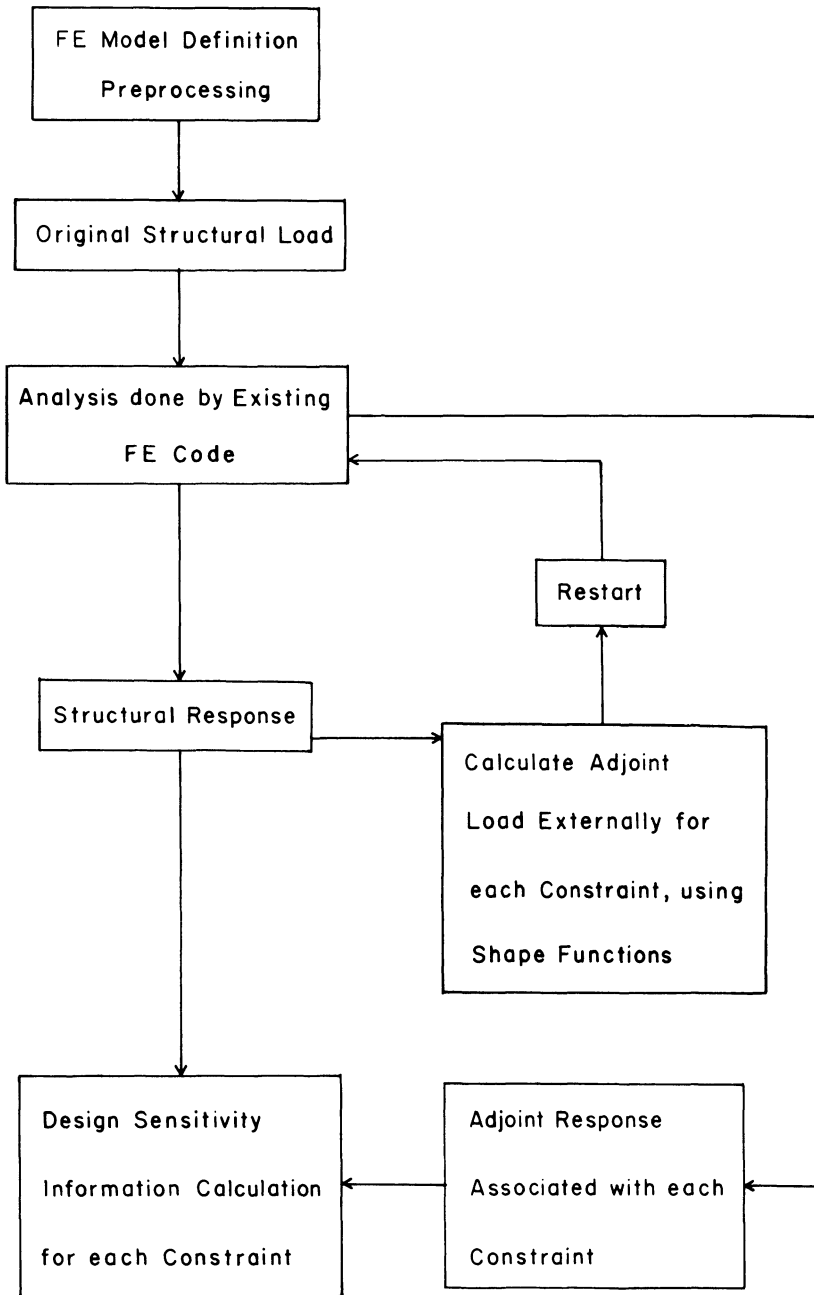 FE Model Definition
Preprocessing
Original Structural Load
Analysis done by Existing
FE Code
Restart
Structural Response
Calculate Adjoint
Load Externally for
each Constraint, using
Shape Functions
Design Sensitivity
Information Calculation
for each Constraint
Adjoint Response
Associated with each
Constraint